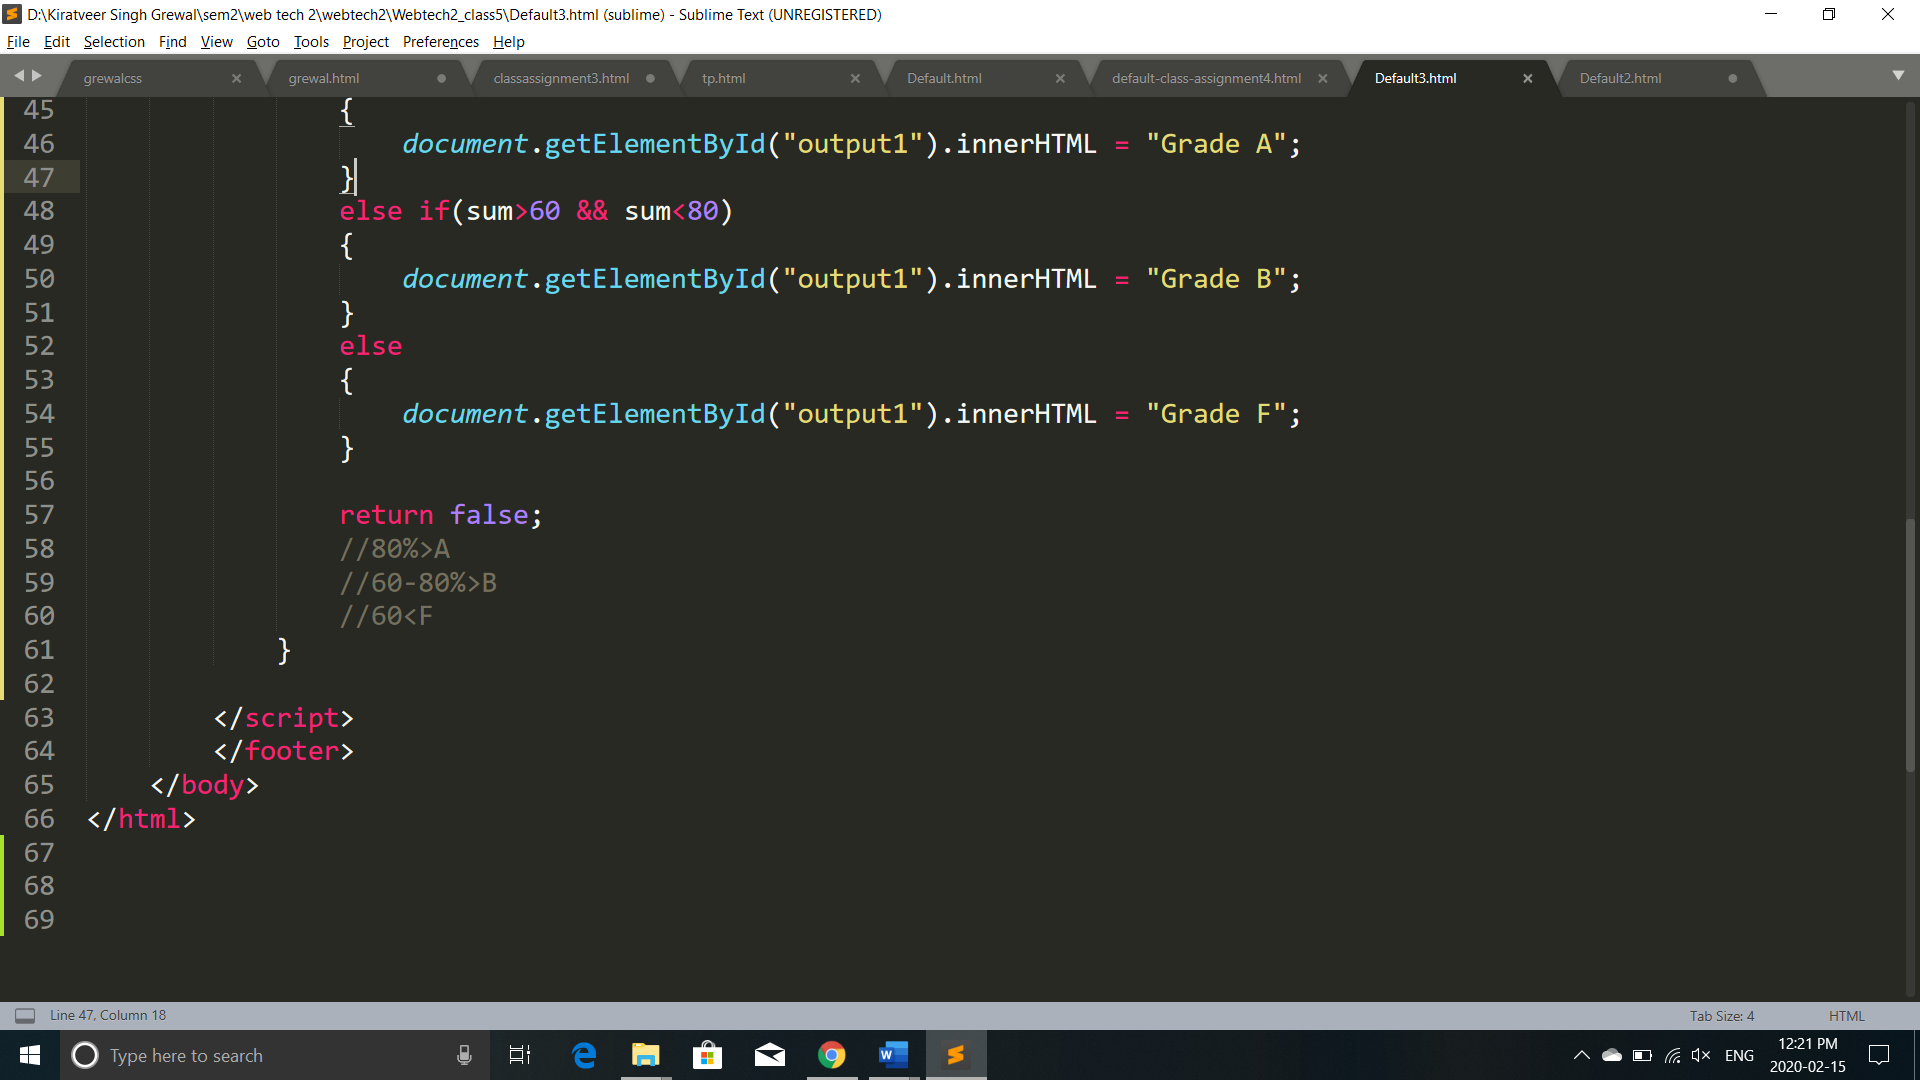 D:\Kiratveer Singh Grewal\sem2\web tech 2\webtech2\Webtech2_class5\Default3.html (sublime) - Sublime Text (UNREGISTERED)
File Edit Selection Find View Goto Tools Project Preferences Help
grewalcss grewal.html classassignment3.html tp.html Default.html default-class-assignment4.html Default3.html Default2.html
45 {
46 document.getElementById("output1").innerHTML = "Grade A";
47 }
48 else if(sum>60 && sum<80)
49 {
50 document.getElementById("output1").innerHTML = "Grade B";
51 }
52 else
53 {
54 document.getElementById("output1").innerHTML = "Grade F";
55 }
56
57 return false;
58 //80%>A
59 //60-80%>B
60 //60<F
61 }
62
63 </script>
64 </footer>
65 </body>
66 </html>
67
68
69
Line 47, Column 18 Tab Size: 4 HTML
Type here to search ENG 12:21 PM
2020-02-15